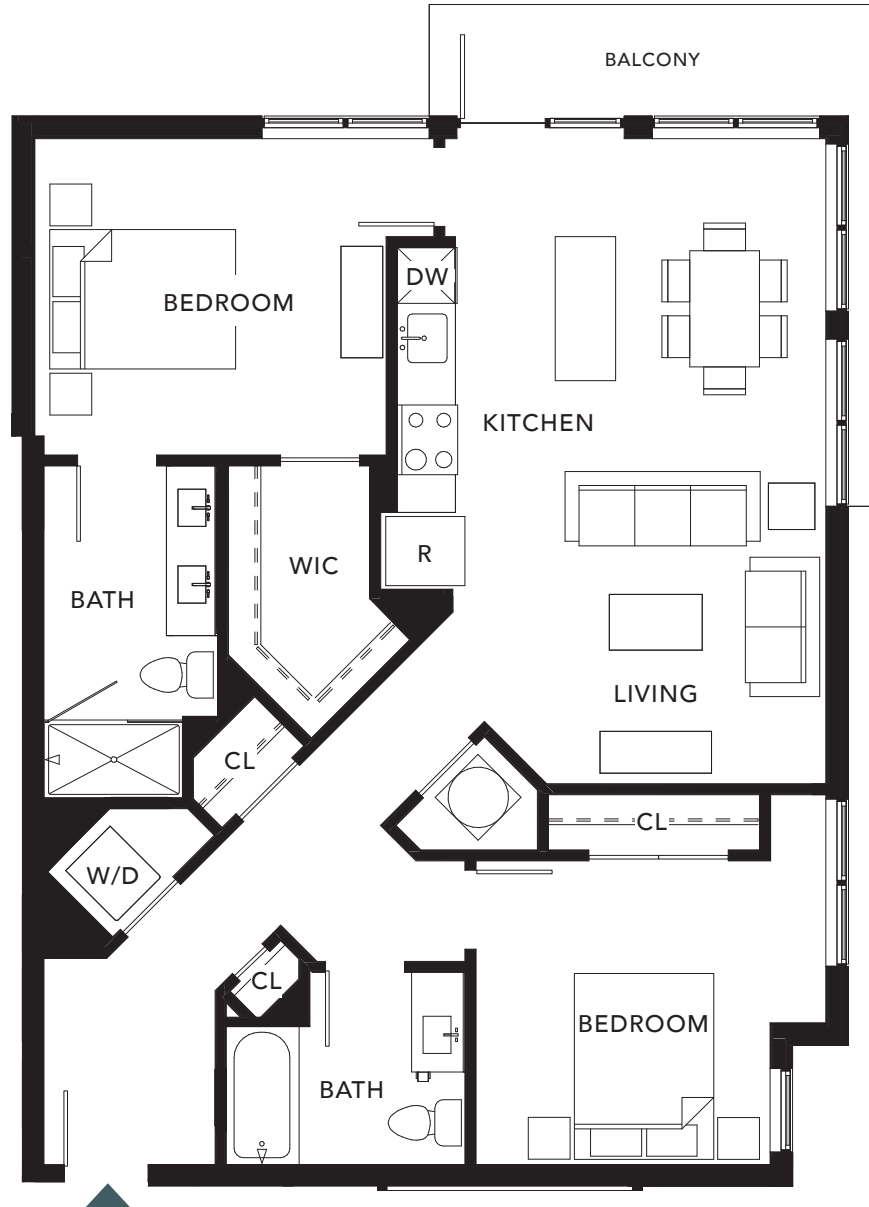 BALCONY
DW
BEDROOM
KITCHEN
R
WIC
BATH
LIVING
CL
CL
W/D
CL
BEDROOM
BATH